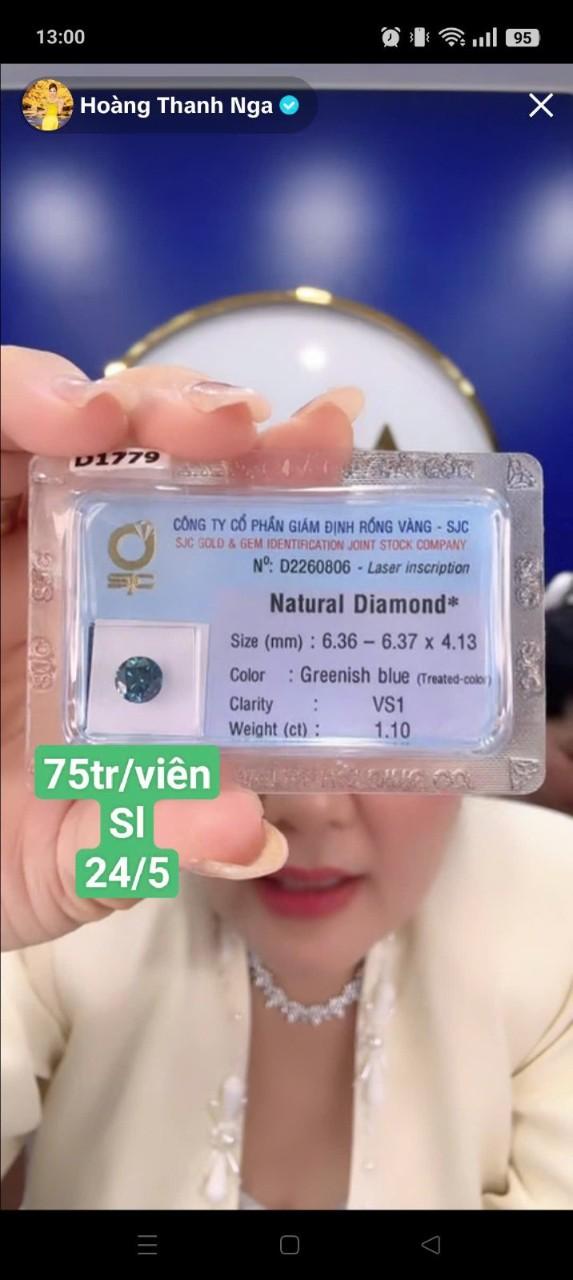 13:00
95
Hoàng Thanh Nga
D1779
CÔNG TY CỔ PHẦN GIÁM ĐỊNH RỒNG VÀNG - SJC
SJC GOLD & GEM IDENTIFICATION JOINT STOCK COMPANY
Nº: D2260806 - Laser inscription
SJC
Natural Diamond*
Size (mm) : 6.36 – 6.37 x 4.13
Color : Greenish blue (Treated-color)
Clarity : VS1
Weight (ct) : 1.10
75tr/viên
Sl
24/5